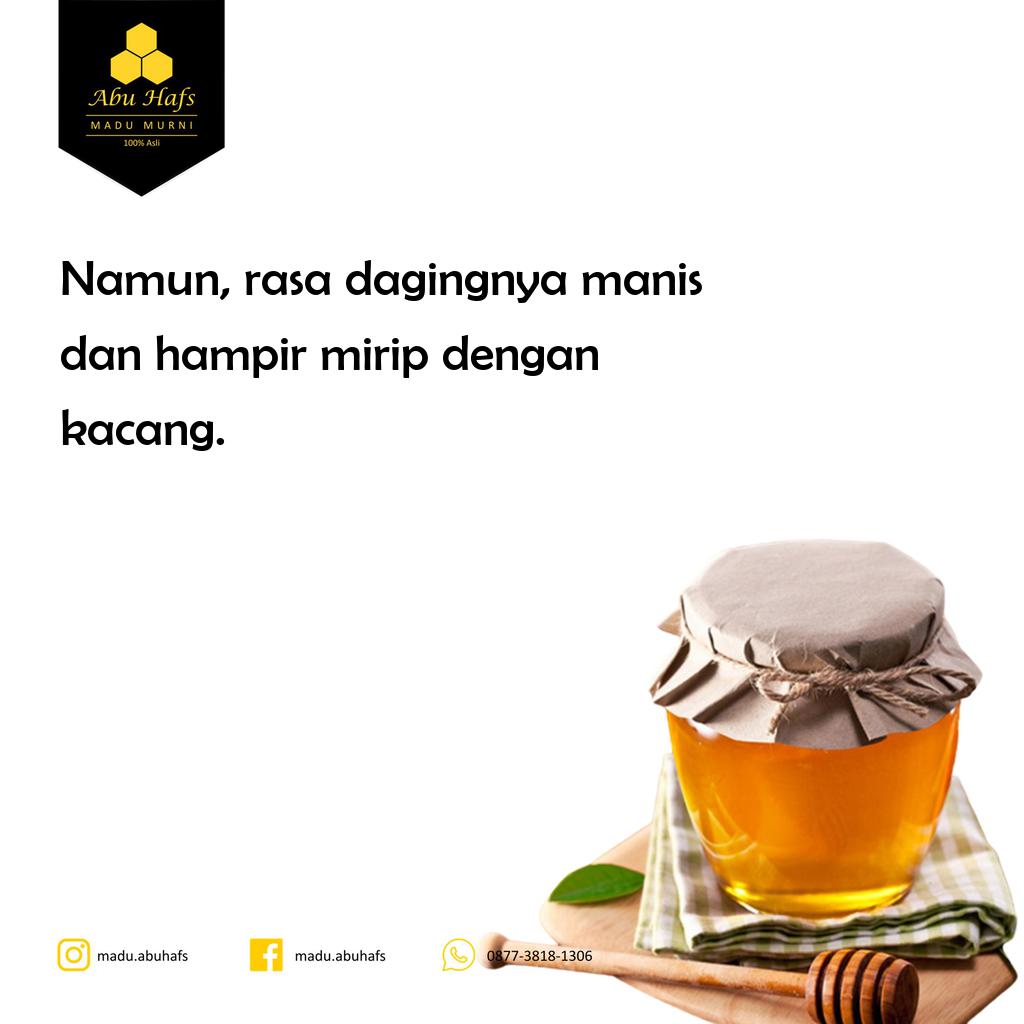 Abu Hafs
MADU MURNI
100% Asli
Namun, rasa dagingnya manis
dan hampir mirip dengan
kacang.
madu.abuhafs
madu.abuhafs
0877-3818-1306